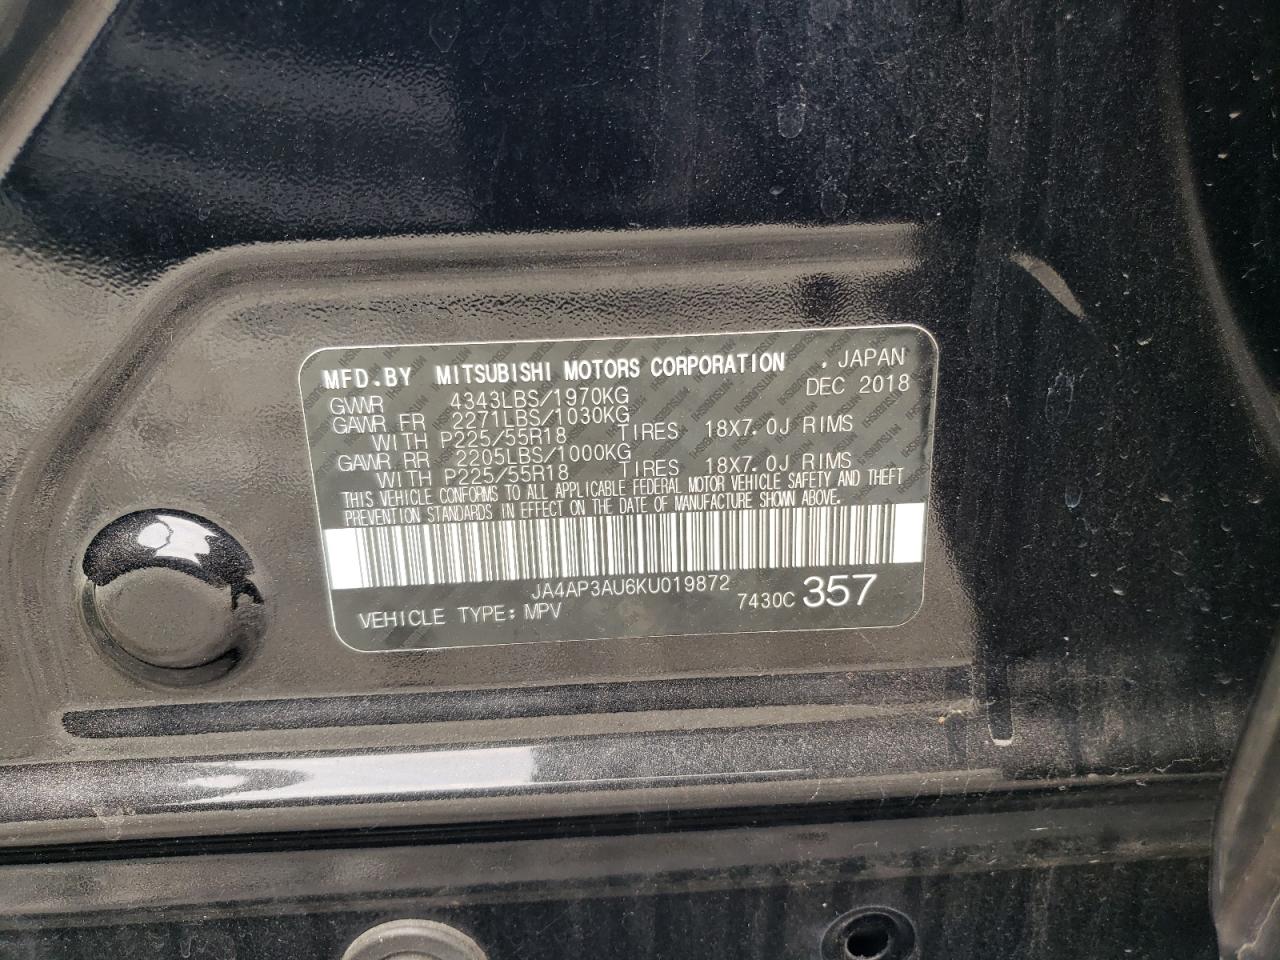 MFD.BY MITSUBISHI MOTORS CORPORATION , JAPAN
GVWR 4343LBS/1970KG DEC 2018
GAWR FR 2271LBS/1030KG
WITH P225/55R18 TIRES 18X7.0J RIMS
GAWR RR 2205LBS/1000KG
WITH P225/55R18 TIRES 18X7.0J RIMS
THIS VEHICLE CONFORMS TO ALL APPLICABLE FEDERAL MOTOR VEHICLE SAFETY AND THEFT
PREVENTION STANDARDS IN EFFECT ON THE DATE OF MANUFACTURE SHOWN ABOVE.
JA4AP3AU6KU019872
VEHICLE TYPE: MPV 7430C 357